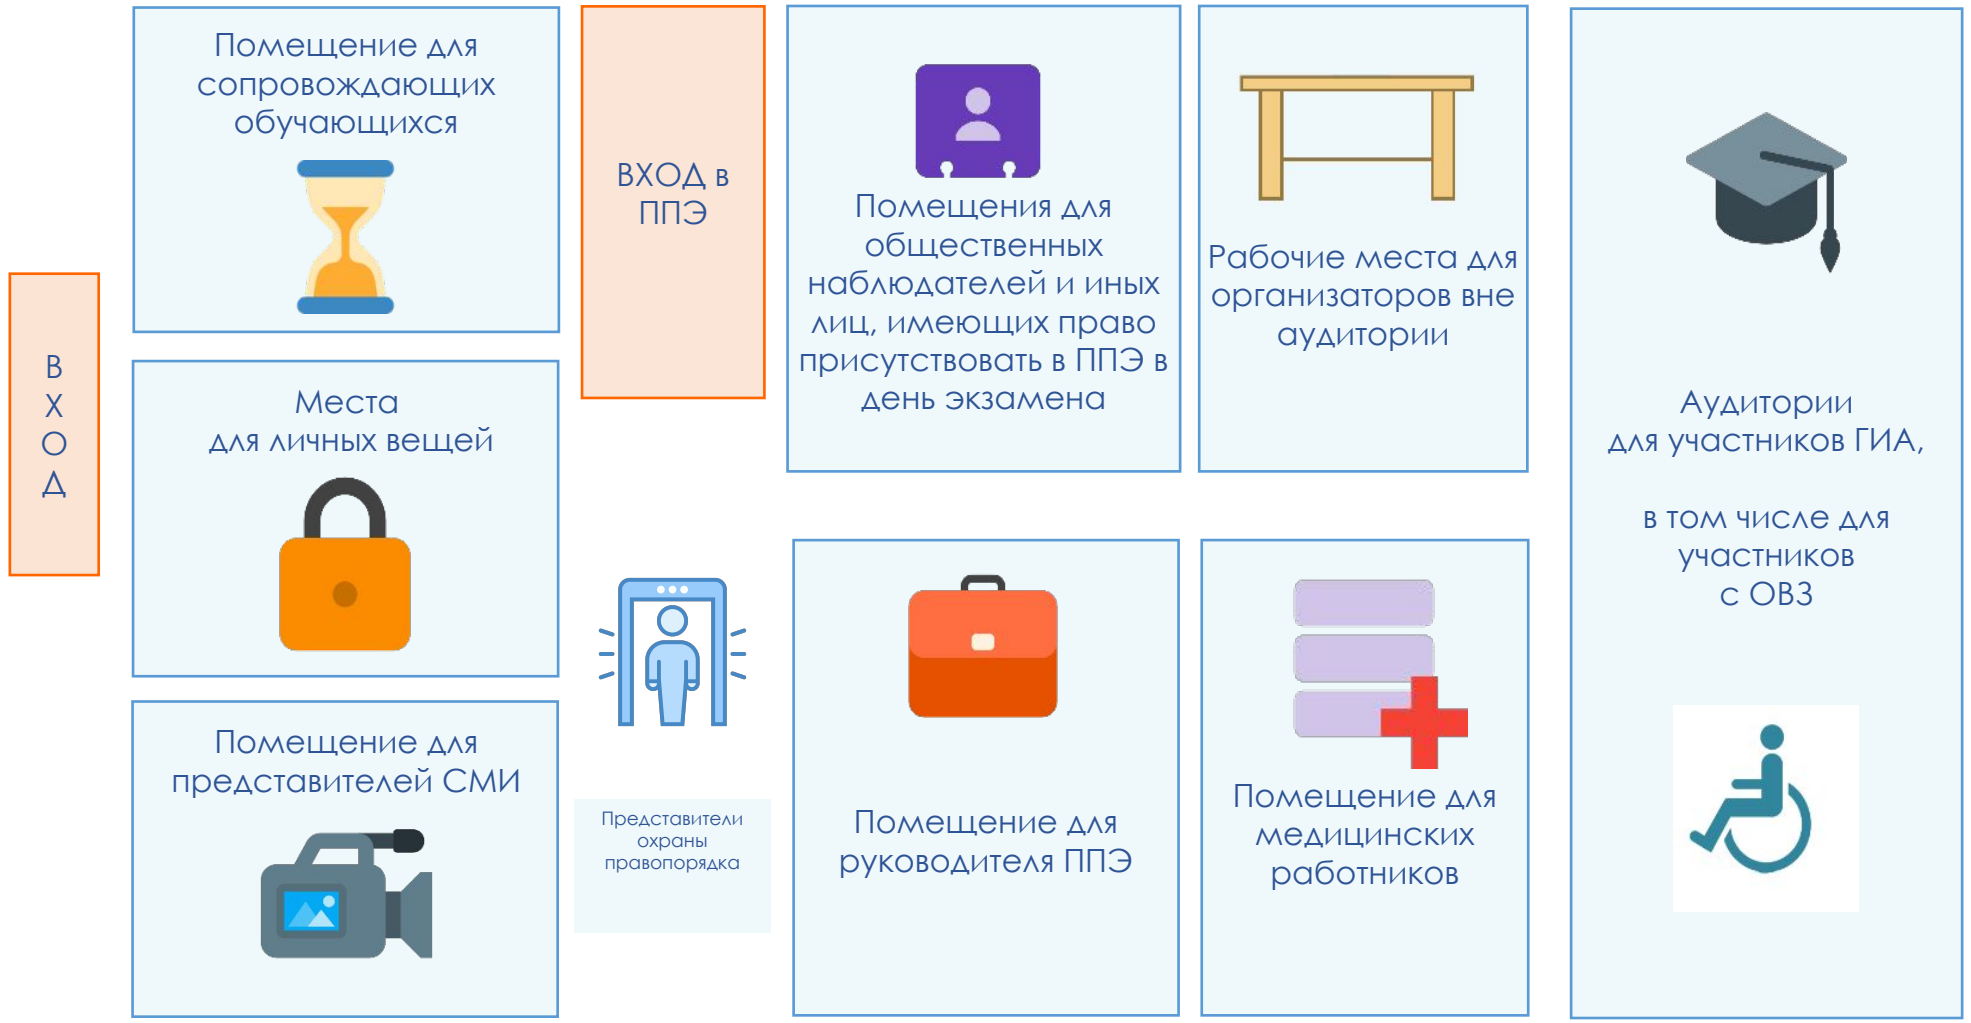 В
Х
О
Д
Помещение для
сопровождающих
обучающихся
Места
для личных вещей
Помещение для
представителей СМИ
ВХОД в
ППЭ
Представители
охраны
правопорядка
Помещения для
общественных
наблюдателей и иных
лиц, имеющих право
присутствовать в ППЭ в
день экзамена
Помещение для
руководителя ППЭ
Рабочие места для
организаторов вне
аудитории
Помещение для
медицинских
работников
Аудитории
для участников ГИА,
в том числе для
участников
с ОВЗ